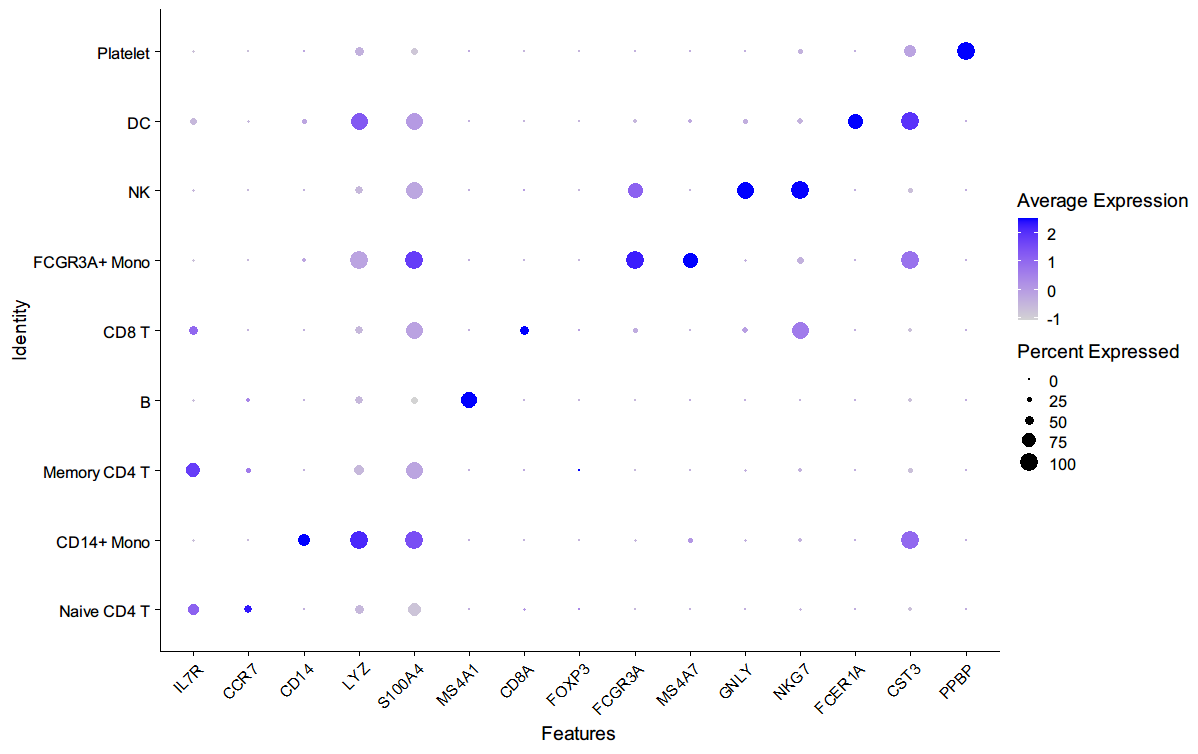 Platelet
DC
NK
FCGR3A+ Mono
CD8 T
B
Memory CD4 T
CD14+ Mono
Naive CD4 T
Identity
IL7R
CCR7
CD14
LYZ
S100A4
MS4A1
CD8A
FOXP3
FCGR3A
MS4A7
GNLY
NKG7
FCER1A
CST3
PPBP
Features
Average Expression
2
1
0
-1
Percent Expressed
0
25
50
75
100